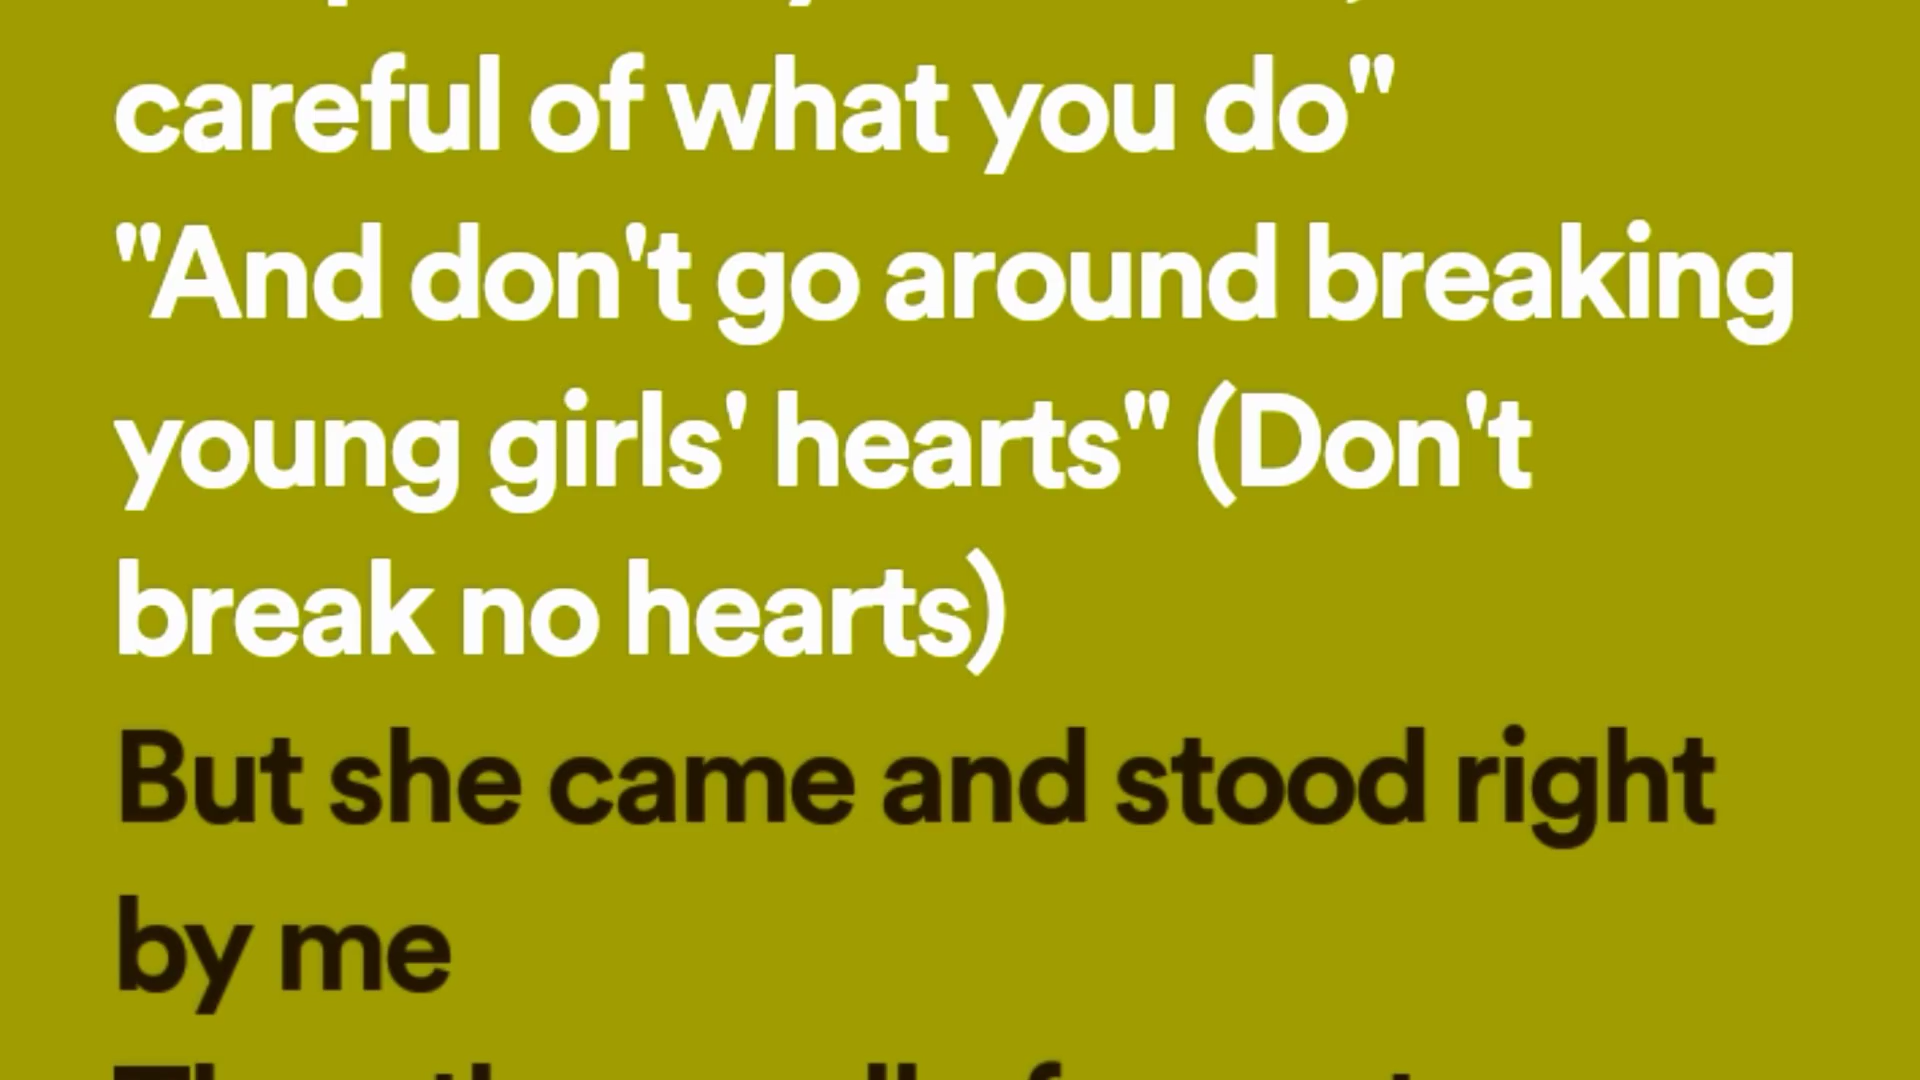 careful of what you do"
"And don't go around breaking
young girls' hearts" (Don't
break no hearts)
But she came and stood right
by me